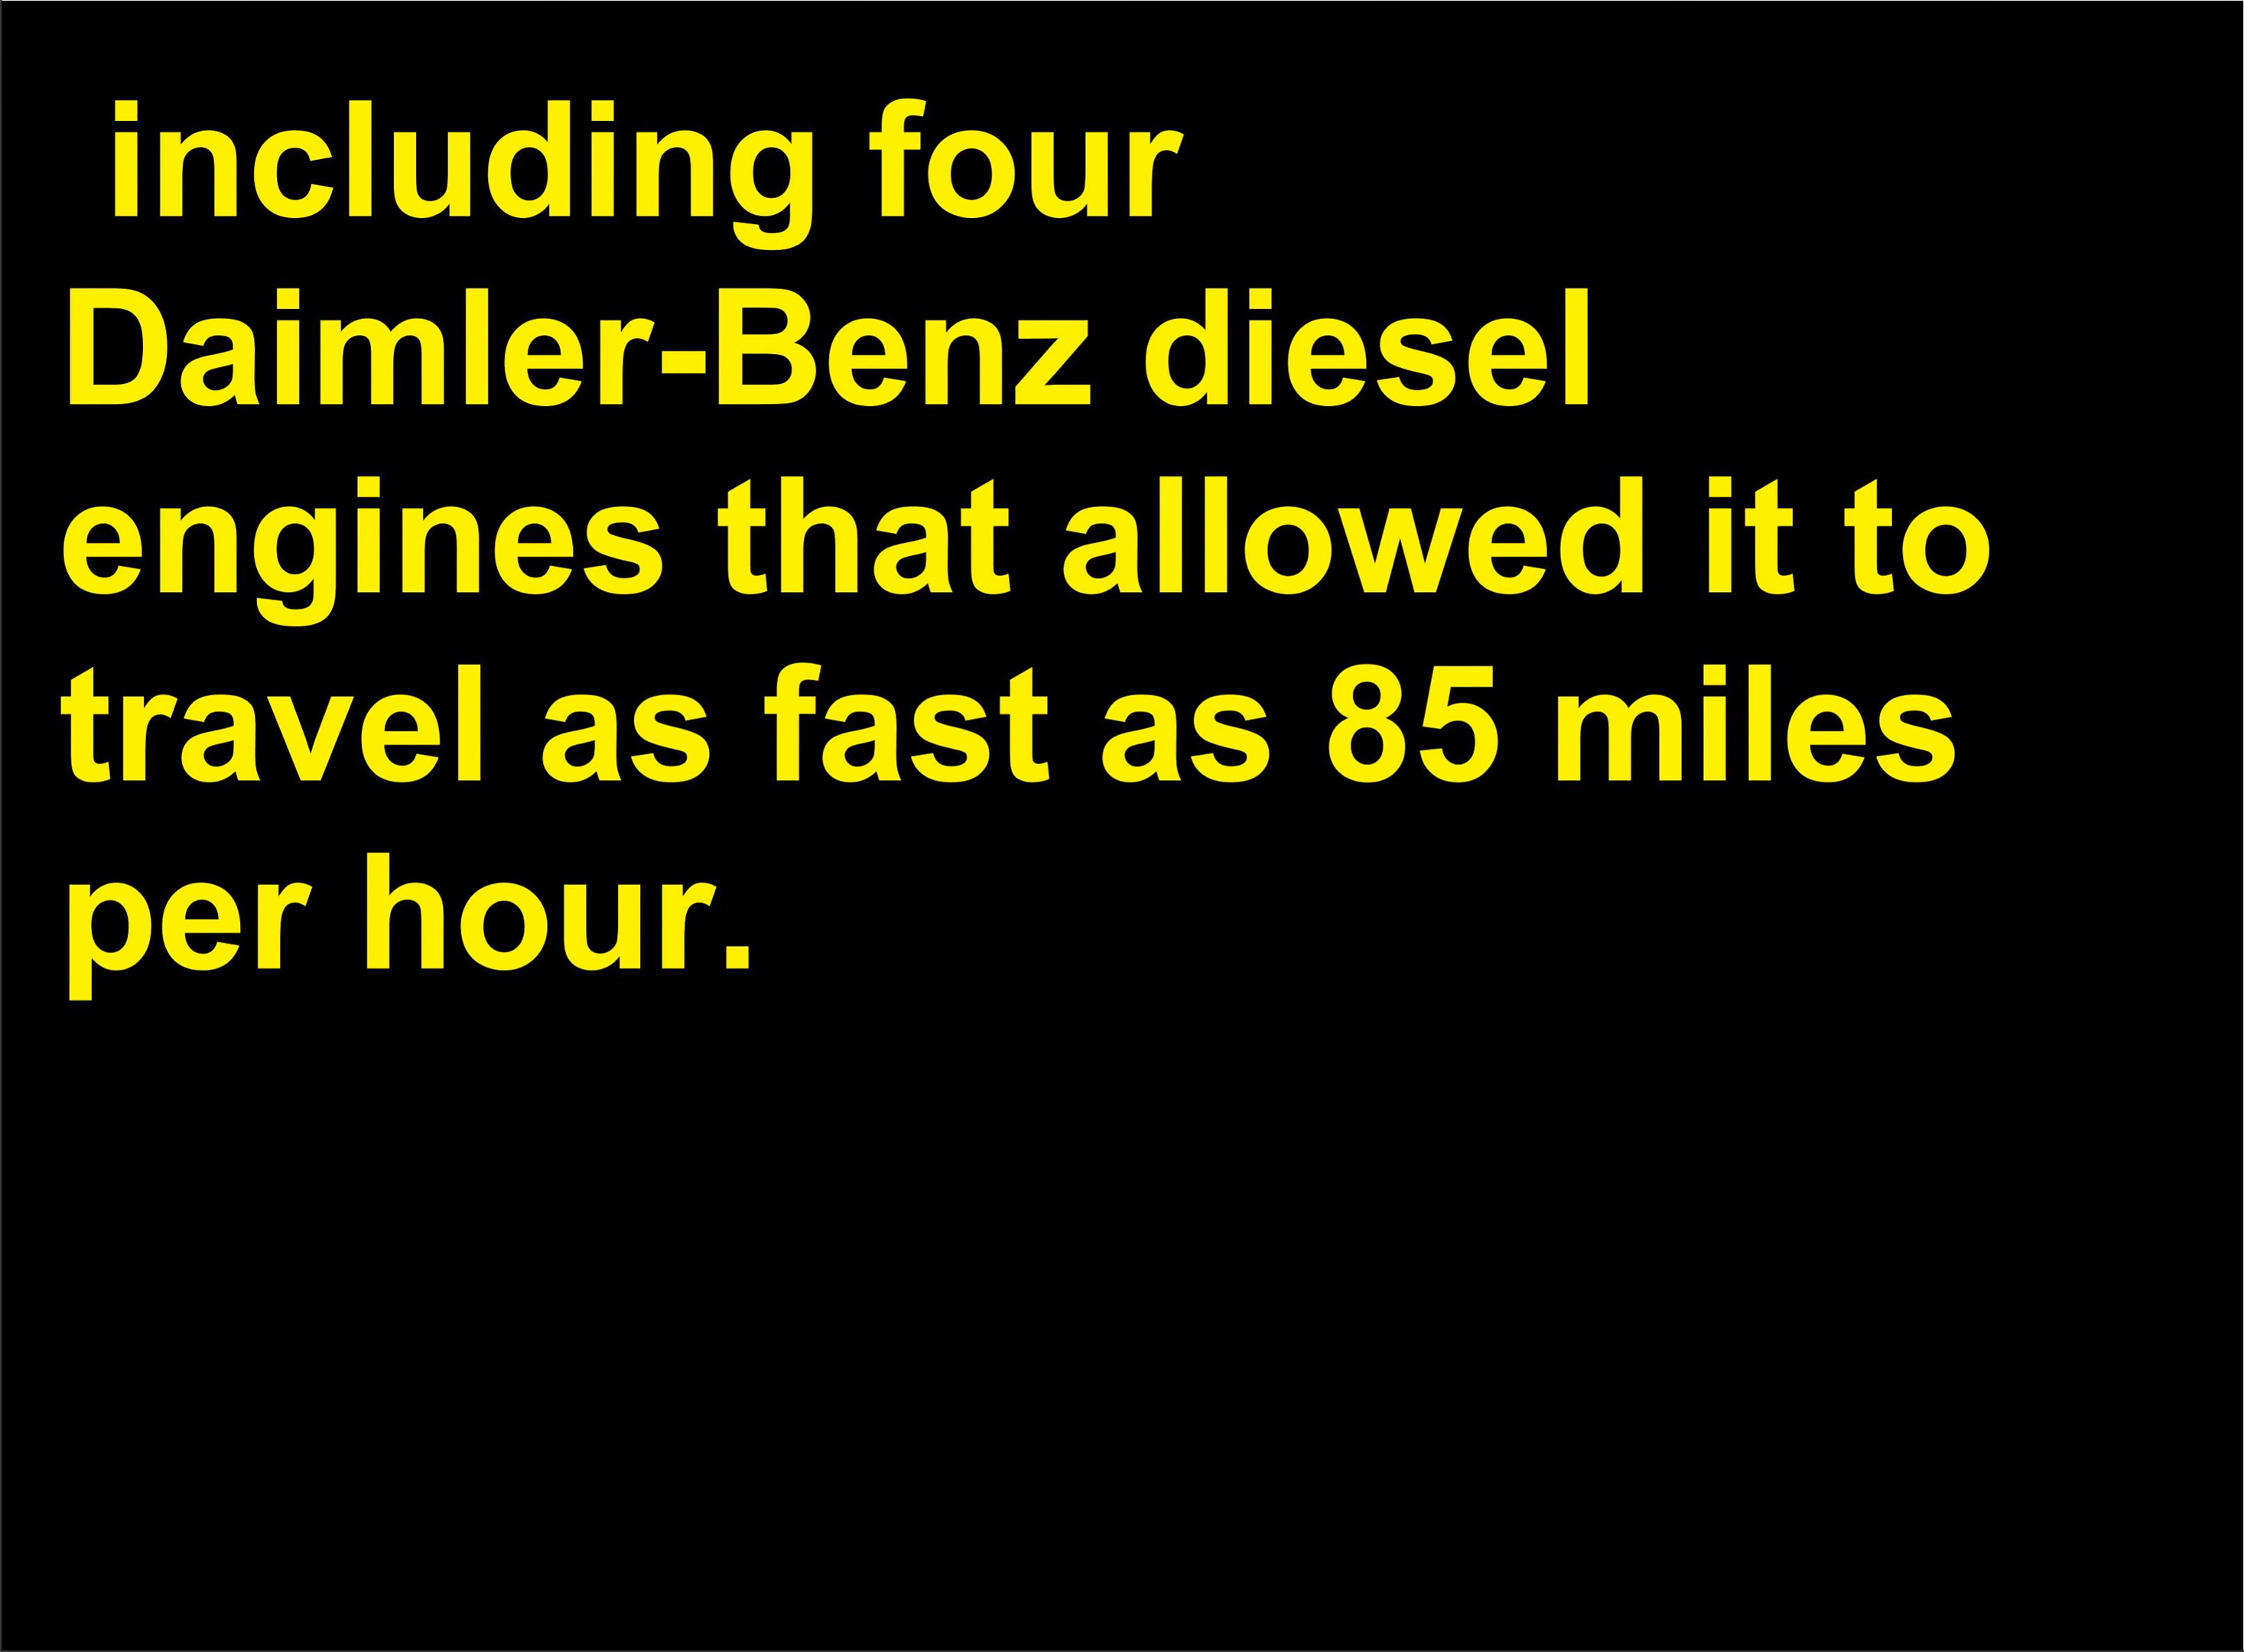 including four
Daimler-Benz diesel
engines that allowed it to
travel as fast as 85 miles
per hour.